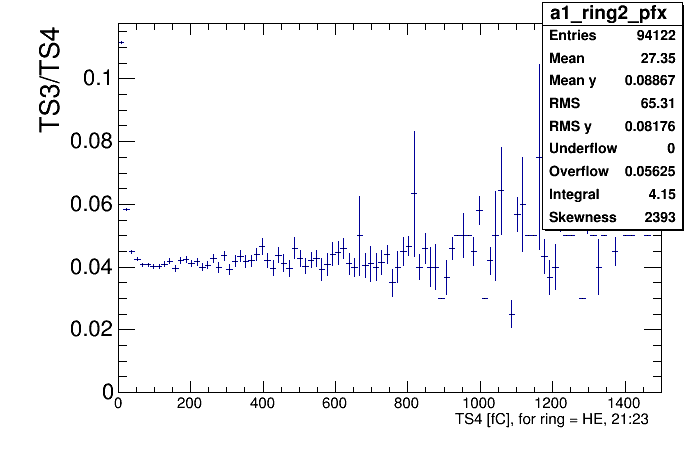 a1_ring2_pfx
Entries 94122
Mean 27.35
Mean y 0.08867
RMS 65.31
RMS y 0.08176
Underflow 0
Overflow 0.05625
Integral 4.15
Skewness 2393
TS3/TS4
0.1
0.08
0.06
0.04
0.02
0
0 200 400 600 800 1000 1200 1400
TS4 [fC], for ring = HE, 21:23